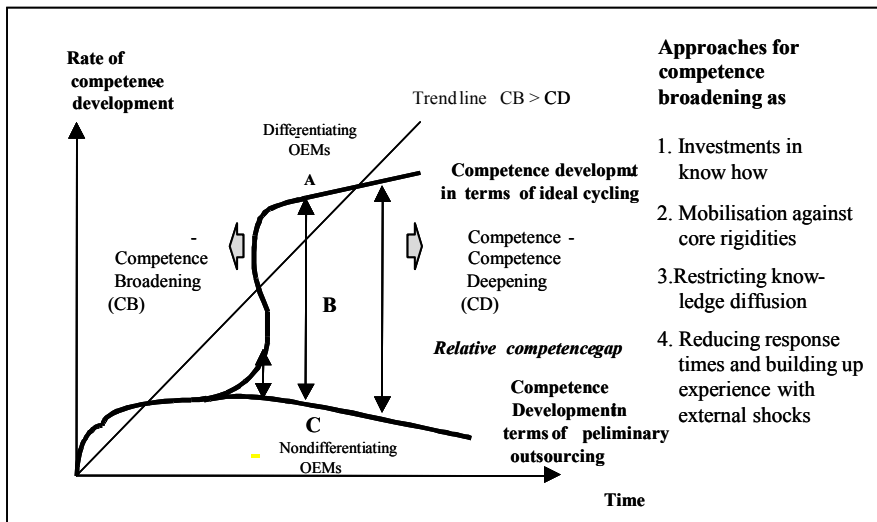 Rate of
competence-
development
Trendline CB > CD
Differentiating
OEMs
A
Competence developmt.
in terms of ideal cycling
-
Competence
Broadening
(CB)
Competence -
Competence
Deepening
(CD)
B
Relative competencegap
Competence
Developmentin
terms of peliminary
outsourcing
C
Nondifferentiating
OEMs
Time
Approaches for
competence
broadening as
1. Investments in
know how
2. Mobilisation against
core rigidities
3.Restricting know-
ledge diffusion
4. Reducing response
times and building up
experience with
external shocks